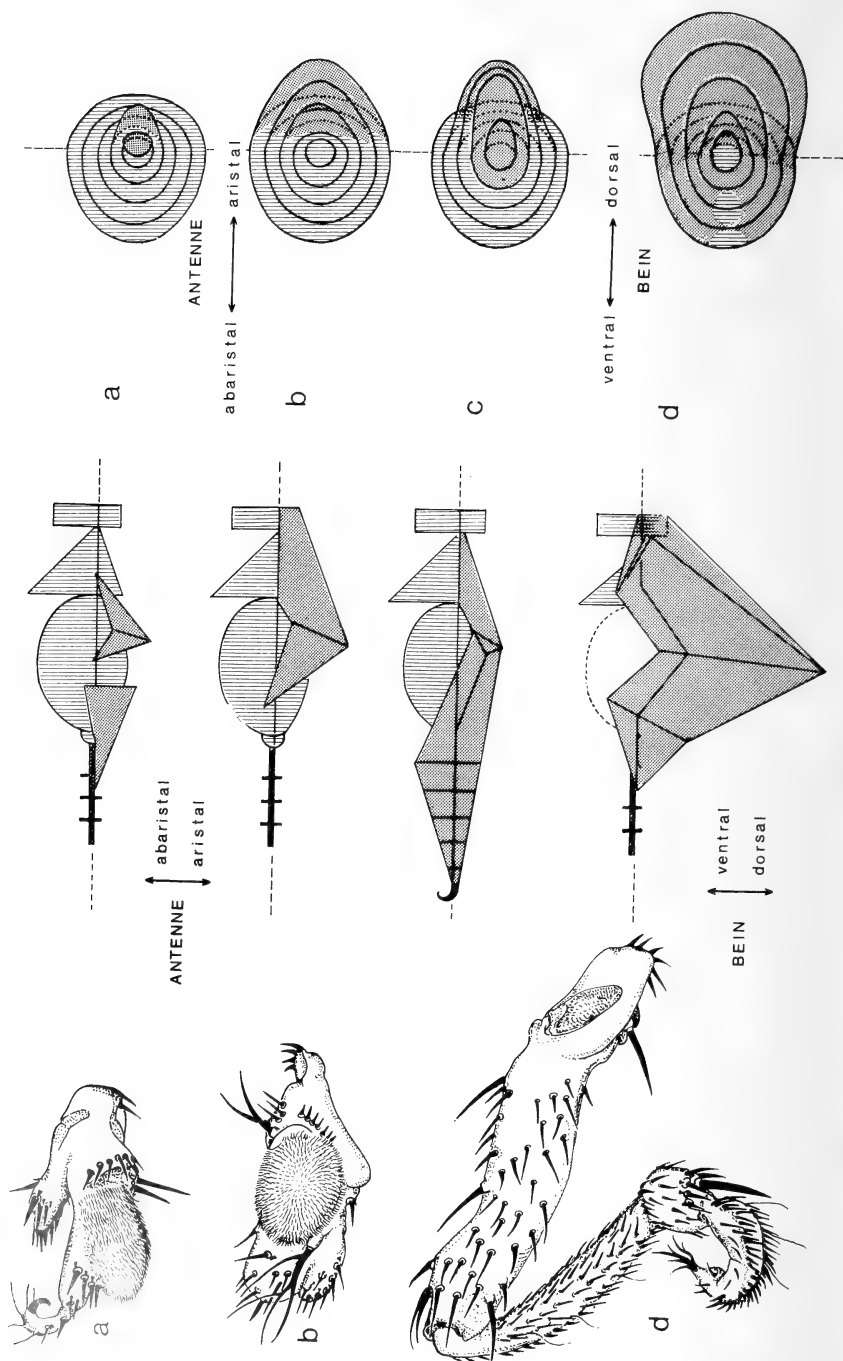 a
b
d
ANTENNE
abaristal
aristal
ventral
dorsal
BEIN
a
b
c
d
ANTENNE
abaristal
aristal
ventral
dorsal
BEIN